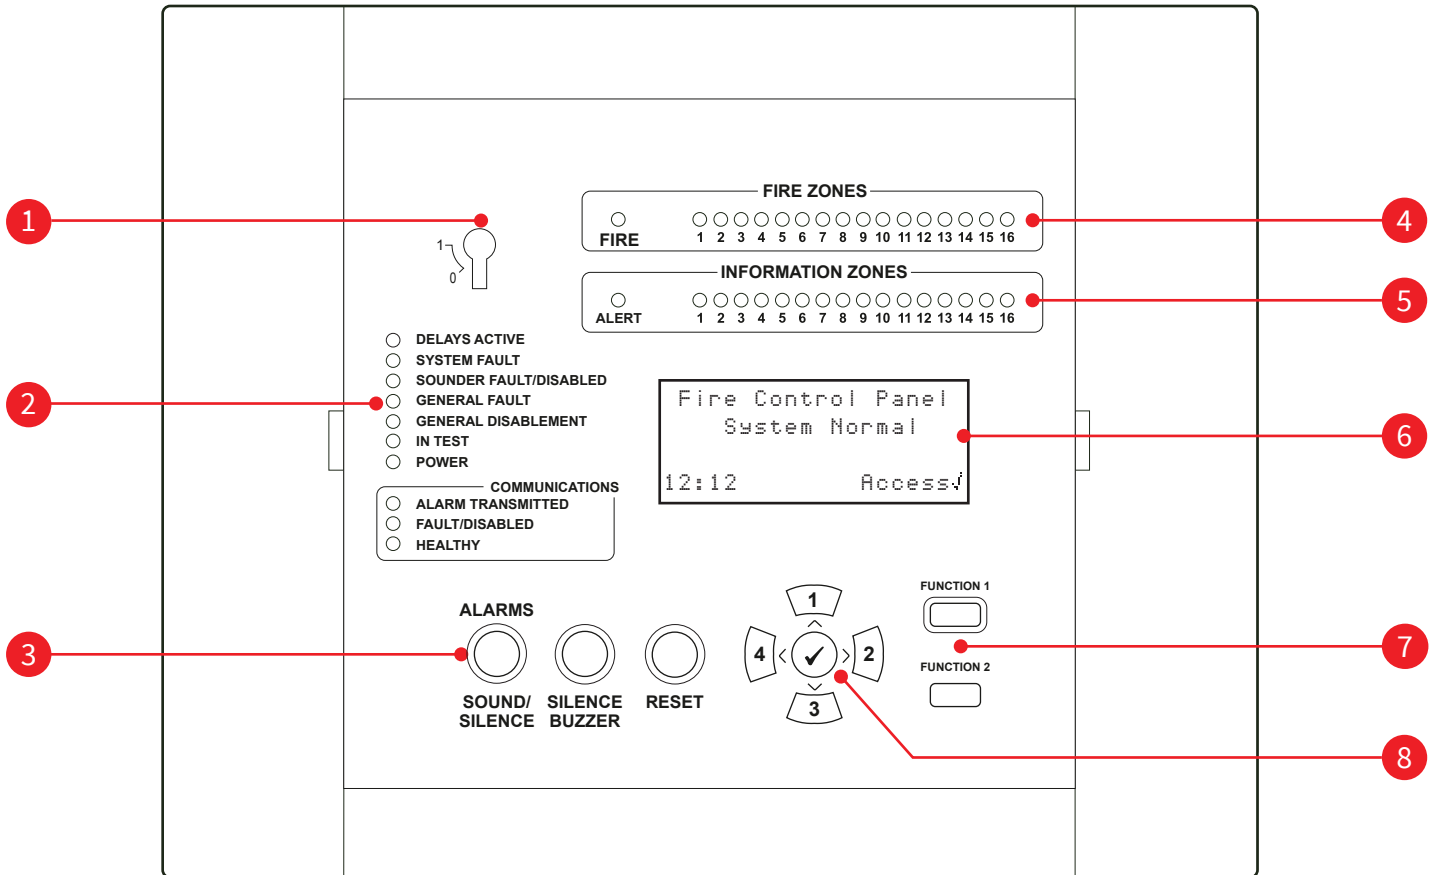 FIRE ZONES
1
FIRE
1 2 3 4 5 6 7 8 9 10 11 12 13 14 15 16
4
1
0
INFORMATION ZONES
ALERT
1 2 3 4 5 6 7 8 9 10 11 12 13 14 15 16
5
DELAYS ACTIVE
SYSTEM FAULT
SOUNDER FAULT/DISABLED
2
GENERAL FAULT
GENERAL DISABLEMENT
IN TEST
POWER
Fire Control Panel
System Normal
12:12 Access√
6
COMMUNICATIONS
ALARM TRANSMITTED
FAULT/DISABLED
HEALTHY
ALARMS
3
SOUND/
SILENCE
SILENCE
BUZZER
RESET
1
4 ✓ 2
3
FUNCTION 1
7
FUNCTION 2
8